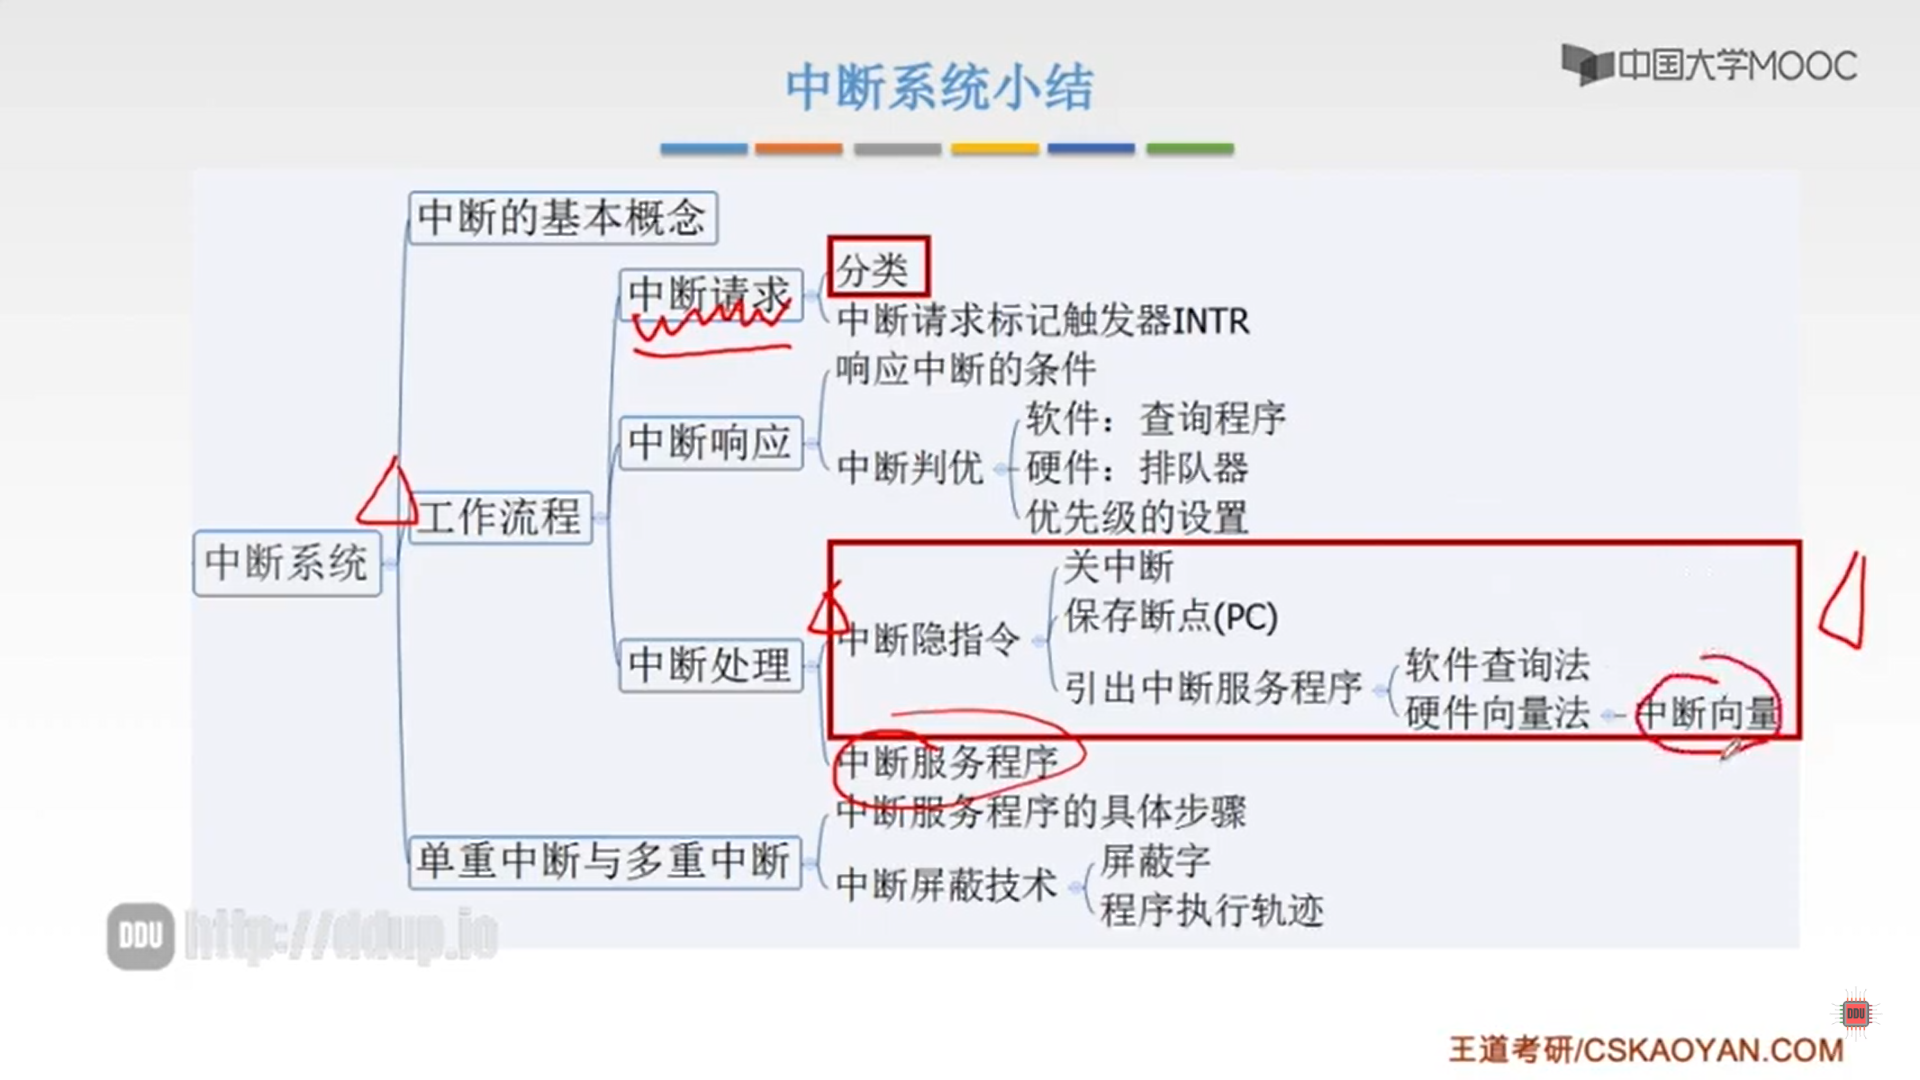 中断系统小结
中国大学MOOC
中断的基本概念
分类
中断请求
中断请求标记触发器INTR
响应中断的条件
软件：查询程序
中断响应
中断判优
硬件：排队器
工作流程
优先级的设置
中断系统
关中断
保存断点(PC)
中断隐指令
中断处理
引出中断服务程序
软件查询法
硬件向量法
中断向量
中断服务程序
中断服务程序的具体步骤
单重中断与多重中断
屏蔽字
中断屏蔽技术
程序执行轨迹
DDU http://ddup.io
DDU
王道考研/CSKAOYAN.COM